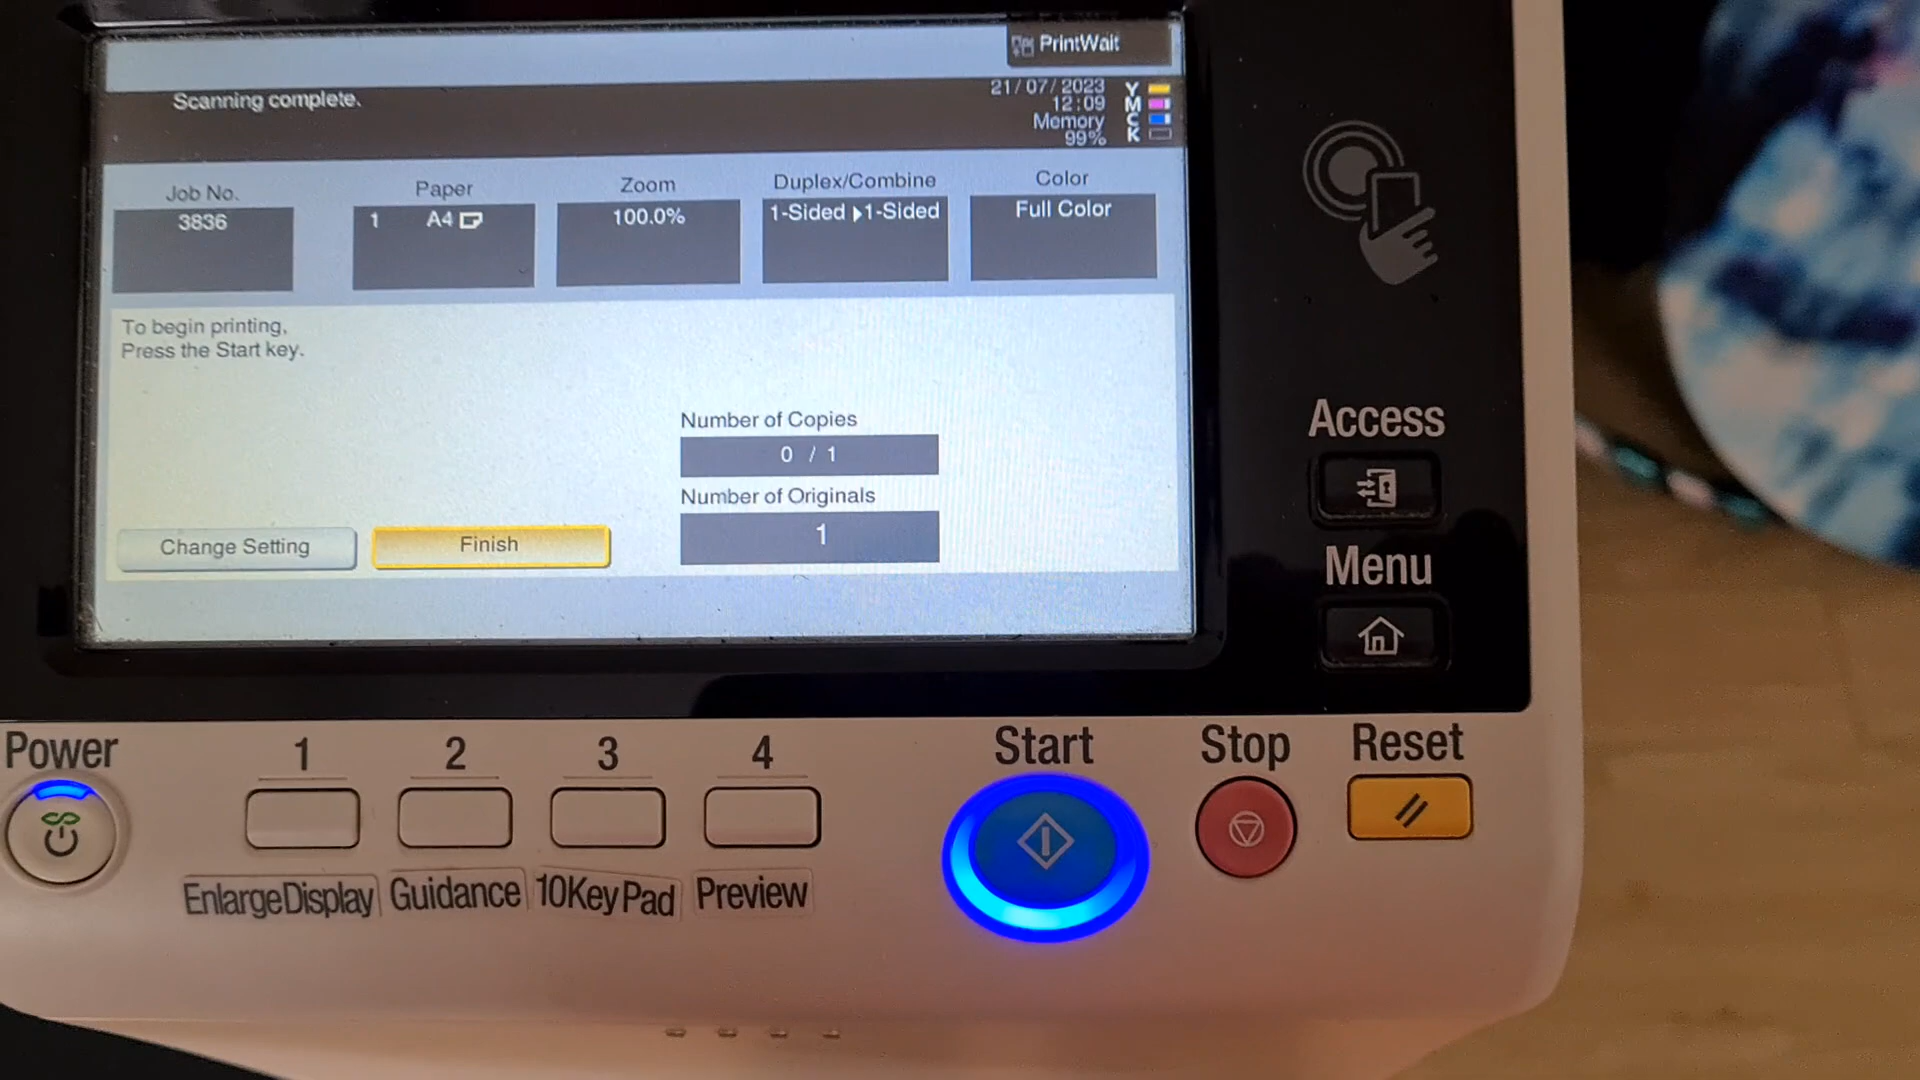 PrintWait
Scanning complete.
21/07/2023
12:09
Memory
99%
Y
M
C
K
Job No.
3836
Paper
1 A4
Zoom
100.0%
Duplex/Combine
1-Sided ▶ 1-Sided
Color
Full Color
To begin printing,
Press the Start key.
Number of Copies
0 / 1
Number of Originals
1
Change Setting
Finish
Access
Menu
Power
1
2
3
4
Start
Stop
Reset
EnlargeDisplay
Guidance
10KeyPad
Preview